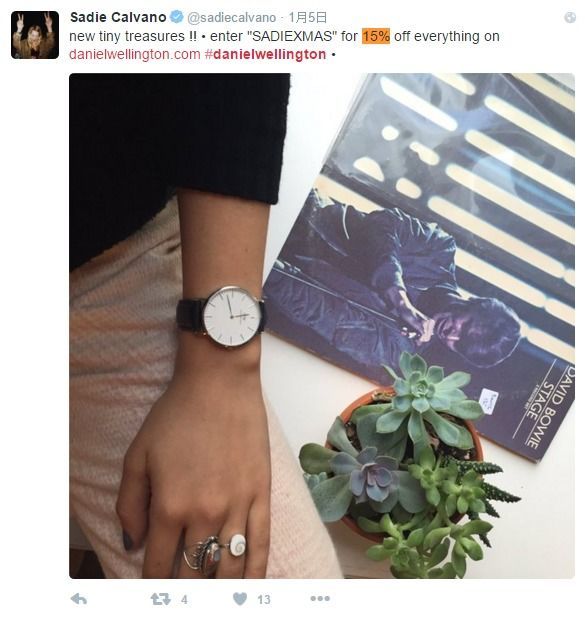 Sadie Calvano @sadiecalvano · 1月5日
new tiny treasures !! • enter "SADIEXMAS" for 15% off everything on
danielwellington.com #danielwellington •
DAVID BOWIE
STAGE
4
13